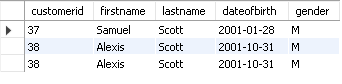 customerid firstname lastname dateofbirth gender
37 Samuel Scott 2001-01-28 M
38 Alexis Scott 2001-10-31 M
38 Alexis Scott 2001-10-31 M